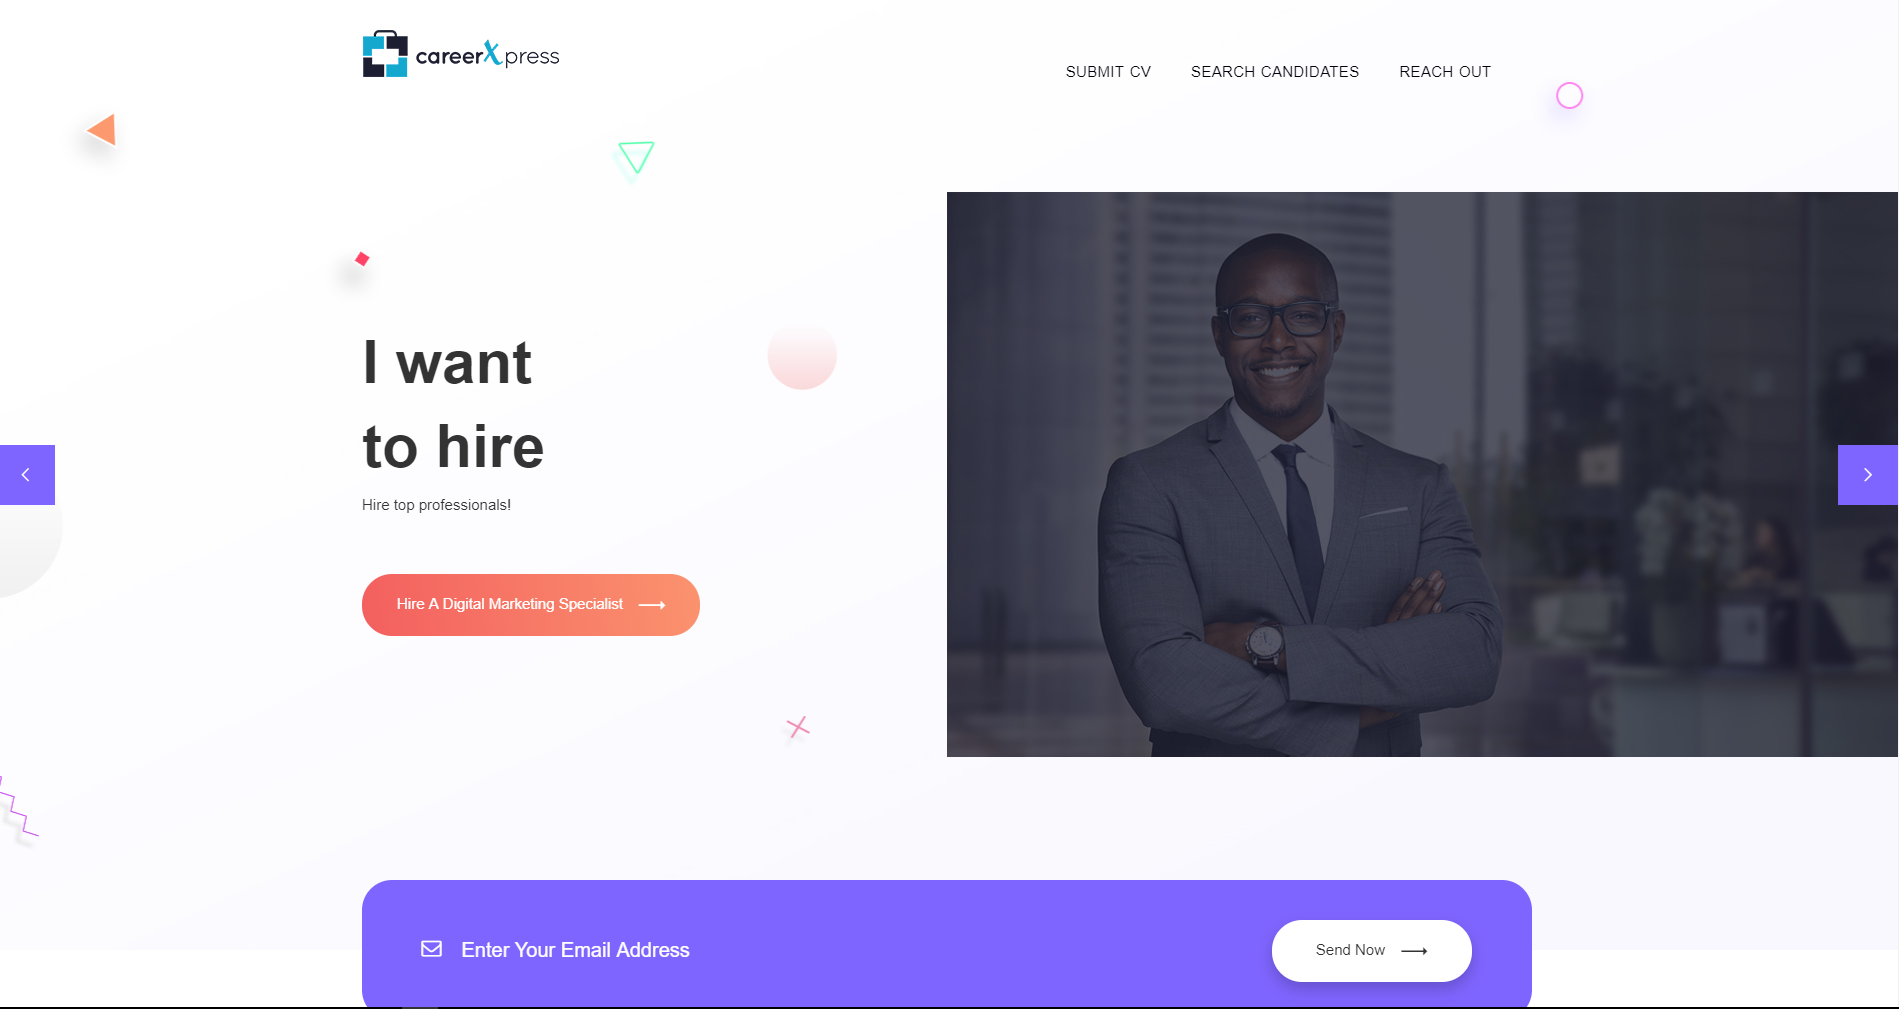 careerXpress
SUBMIT CV
SEARCH CANDIDATES
REACH OUT
I want
to hire
Hire top professionals!
Hire A Digital Marketing Specialist
Enter Your Email Address
Send Now